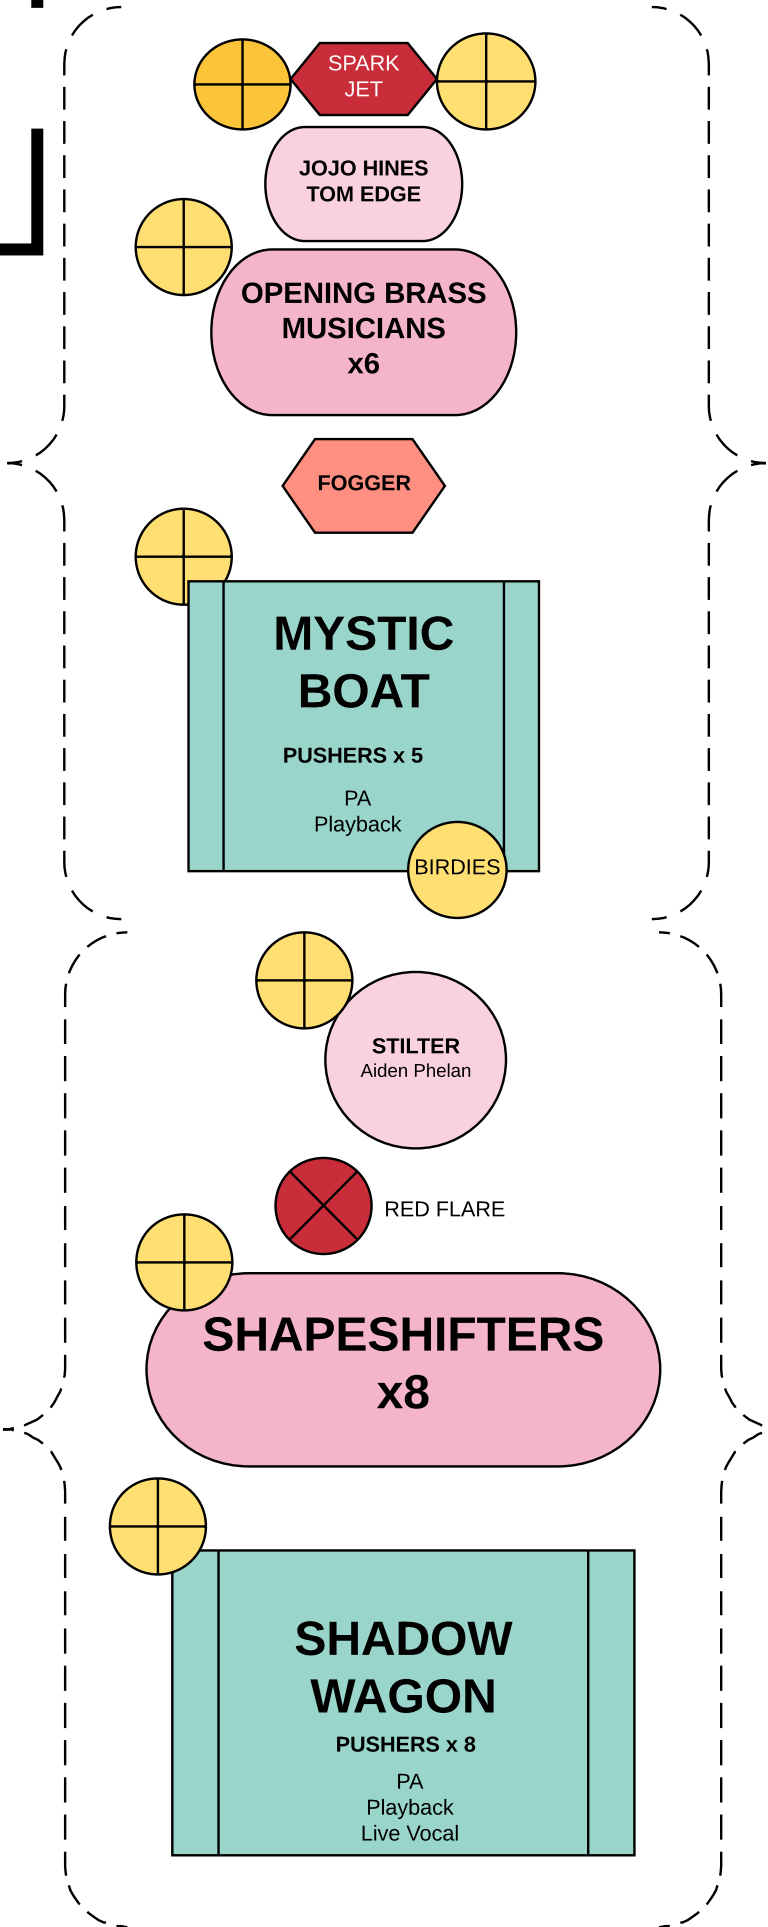 SPARK
JET
JOJO HINES
TOM EDGE
OPENING BRASS
MUSICIANS
x6
FOGGER
MYSTIC
BOAT
PUSHERS x 5
PA
Playback
BIRDIES
STILTER
Aiden Phelan
RED FLARE
SHAPESHIFTERS
x8
SHADOW
WAGON
PUSHERS x 8
PA
Playback
Live Vocal